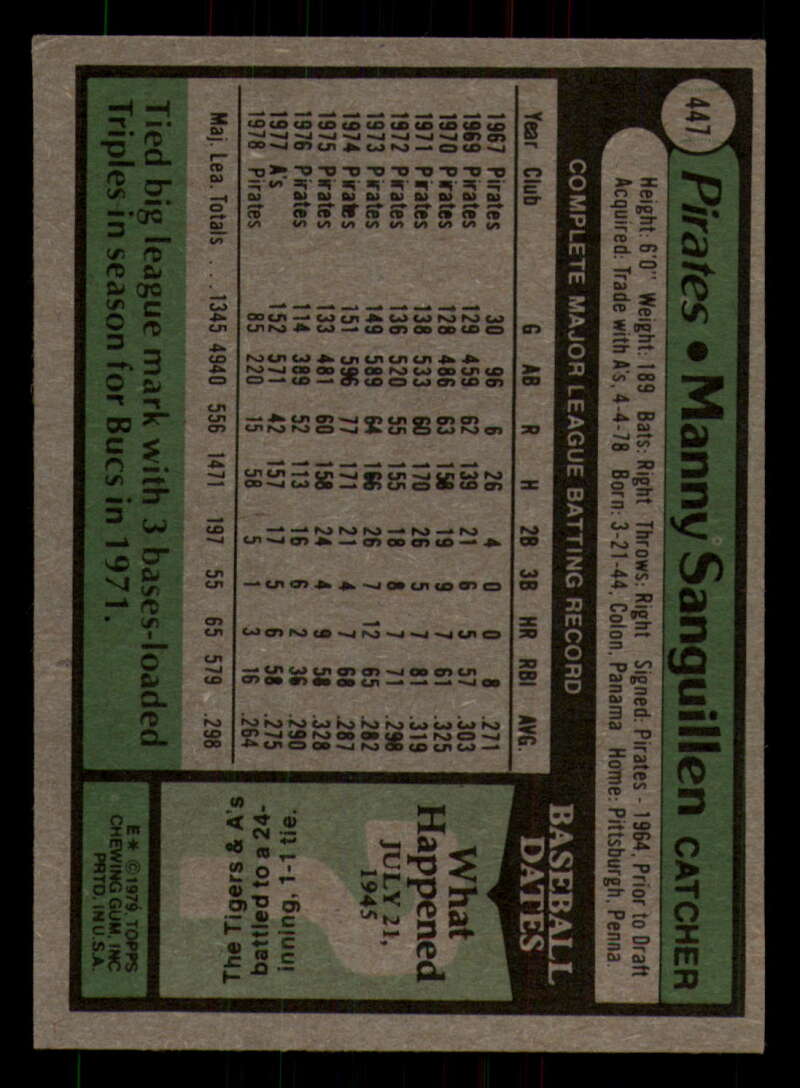 447
Pirates • Manny Sanguillen CATCHER
Height: 6'0" Weight: 189 Bats: Right Throws: Right Signed: Pirates - 1964, Prior to Draft
Acquired: Trade with A's, 4-4-78 Born: 3-21-44, Colon, Panama Home: Pittsburgh, Penna.
COMPLETE MAJOR LEAGUE BATTING RECORD
Year Club G AB R H 2B 3B HR RBI AVG.
1967 Pirates 30 96 6 26 4 0 0 8 .271
1969 Pirates 129 459 62 139 21 6 5 57 .303
1970 Pirates 128 486 63 158 19 9 7 61 .325
1971 Pirates 138 533 60 170 26 5 7 81 .319
1972 Pirates 136 520 55 155 18 8 7 71 .298
1973 Pirates 149 589 64 166 26 7 12 65 .282
1974 Pirates 151 596 77 171 21 4 7 68 .287
1975 Pirates 133 481 60 158 24 4 9 58 .328
1976 Pirates 114 389 52 113 16 6 2 36 .290
1977 A's 152 571 42 157 17 5 6 58 .275
1978 Pirates 85 220 15 58 5 1 3 16 .264
Maj. Lea. Totals . . . 1345 4940 556 1471 197 55 65 579 .298
Tied big league mark with 3 bases-loaded
Triples in season for Bucs in 1971.
BASEBALL
DATES
What
Happened
JULY 21,
1945
The Tigers & A's
battled to a 24-
inning, 1-1 tie.
E* ©1979, TOPPS
CHEWING GUM, INC
PRTD. IN U.S.A.